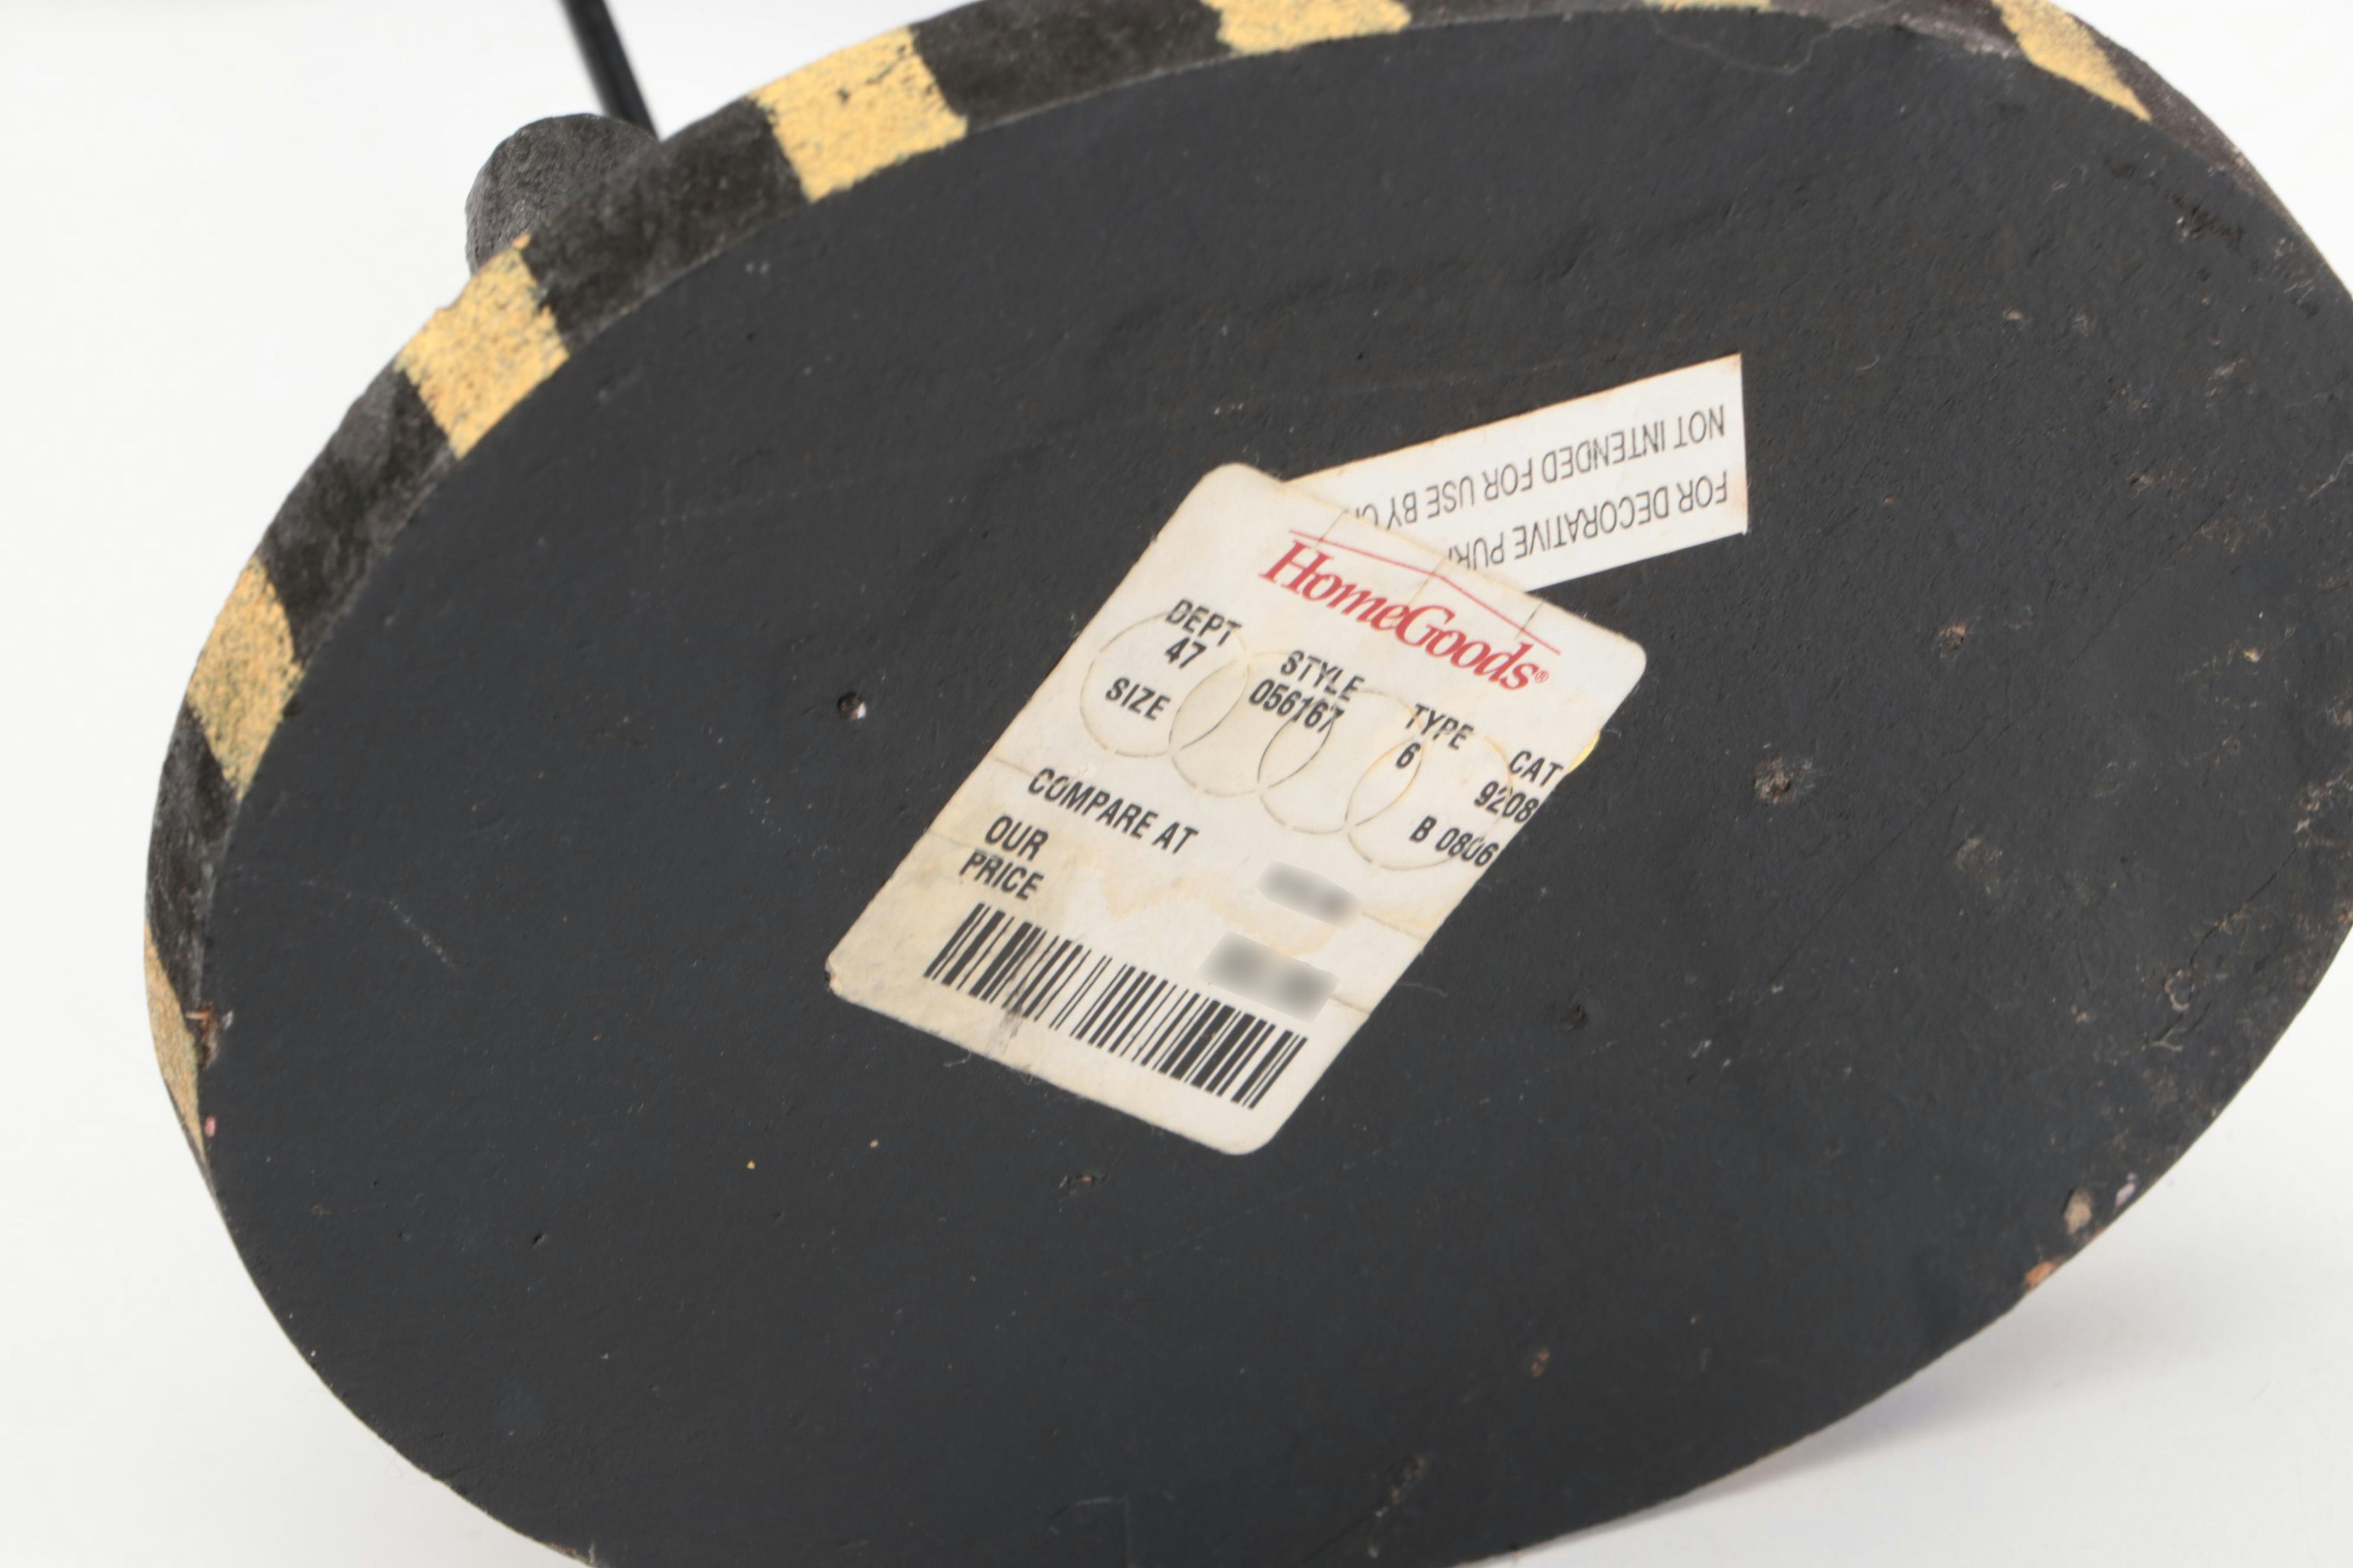 HomeGoods®
DEPT STYLE TYPE CAT
47 056167 6 9208
SIZE B 0806
COMPARE AT
OUR
PRICE
FOR DECORATIVE
NOT INTENDED FOR USE BY